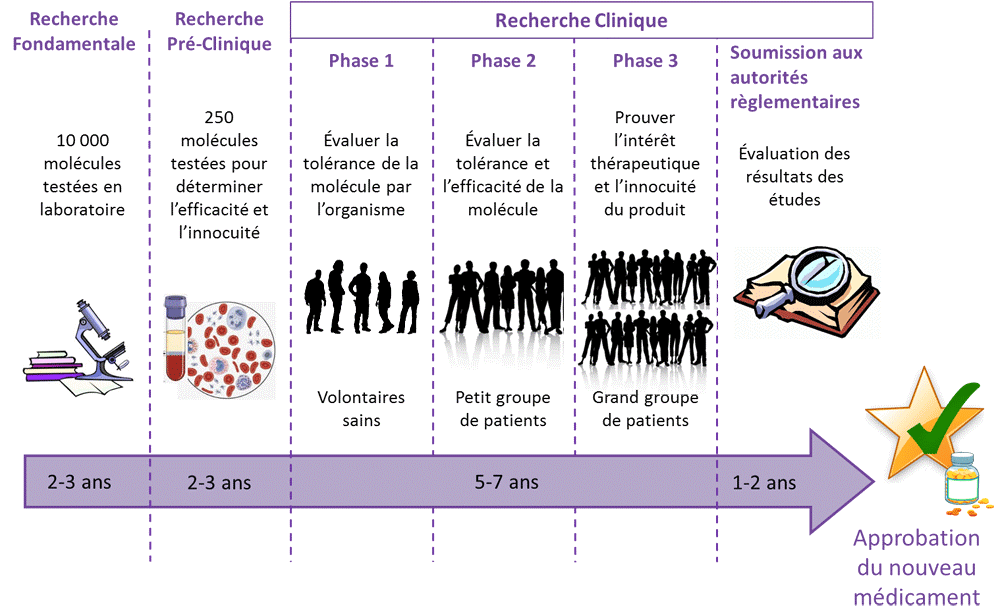 Recherche
Fondamentale
10 000
molécules
testées en
laboratoire
2-3 ans
Recherche
Pré-Clinique
250
molécules
testées pour
déterminer
l'efficacité et
l'innocuité
2-3 ans
Recherche Clinique
Phase 1
Évaluer la
tolérance de la
molécule par
l'organisme
Volontaires
sains
Phase 2
Évaluer la
tolérance et
l'efficacité de la
molécule
Petit groupe
de patients
Phase 3
Prouver
l'intérêt
thérapeutique
et l'innocuité
du produit
Grand groupe
de patients
5-7 ans
Soumission aux
autorités
règlementaires
Évaluation des
résultats des
études
1-2 ans
Approbation
du nouveau
médicament